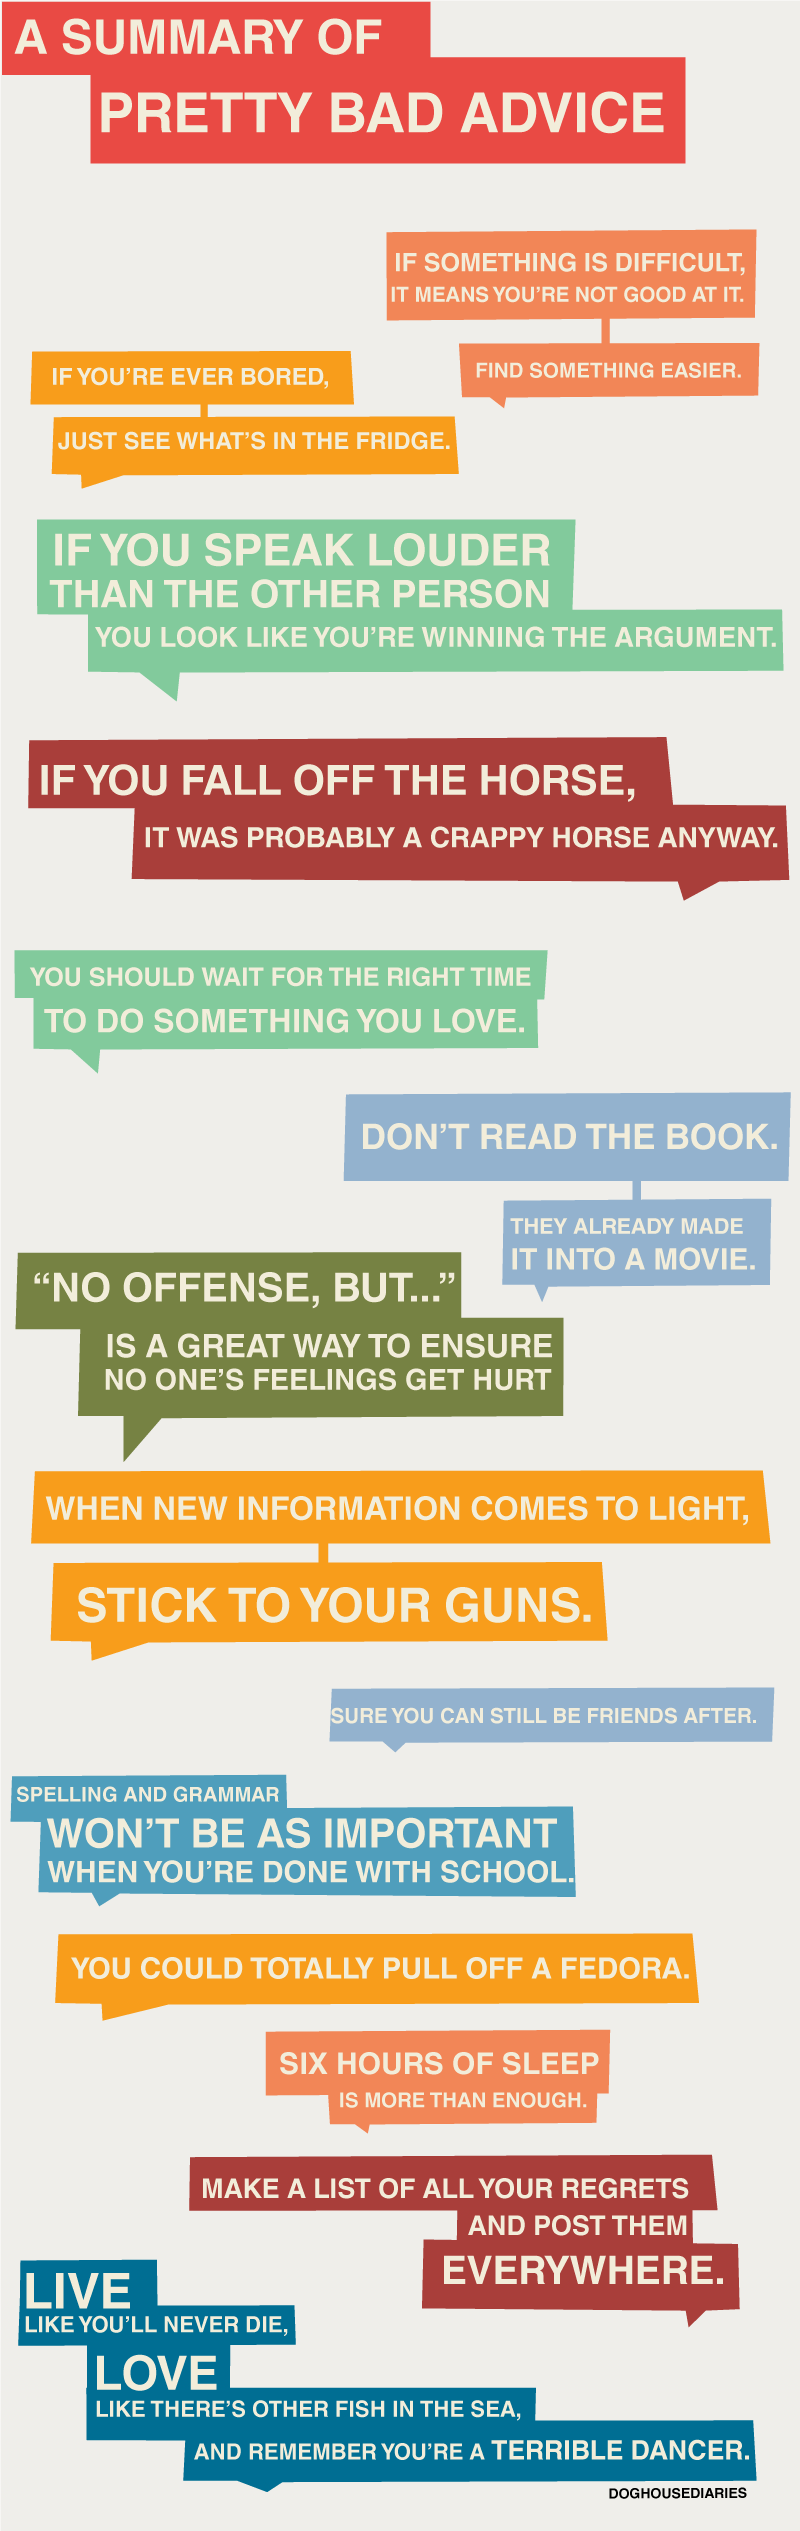 A SUMMARY OF
PRETTY BAD ADVICE
IF SOMETHING IS DIFFICULT,
IT MEANS YOU'RE NOT GOOD AT IT.
FIND SOMETHING EASIER.
IF YOU'RE EVER BORED,
JUST SEE WHAT'S IN THE FRIDGE.
IF YOU SPEAK LOUDER
THAN THE OTHER PERSON
YOU LOOK LIKE YOU'RE WINNING THE ARGUMENT.
IF YOU FALL OFF THE HORSE,
IT WAS PROBABLY A CRAPPY HORSE ANYWAY.
YOU SHOULD WAIT FOR THE RIGHT TIME
TO DO SOMETHING YOU LOVE.
DON'T READ THE BOOK.
THEY ALREADY MADE
IT INTO A MOVIE.
“NO OFFENSE, BUT...”
IS A GREAT WAY TO ENSURE
NO ONE'S FEELINGS GET HURT
WHEN NEW INFORMATION COMES TO LIGHT,
STICK TO YOUR GUNS.
SURE YOU CAN STILL BE FRIENDS AFTER.
SPELLING AND GRAMMAR
WON'T BE AS IMPORTANT
WHEN YOU'RE DONE WITH SCHOOL.
YOU COULD TOTALLY PULL OFF A FEDORA.
SIX HOURS OF SLEEP
IS MORE THAN ENOUGH.
MAKE A LIST OF ALL YOUR REGRETS
AND POST THEM
EVERYWHERE.
LIVE
LIKE YOU'LL NEVER DIE,
LOVE
LIKE THERE'S OTHER FISH IN THE SEA,
AND REMEMBER YOU'RE A TERRIBLE DANCER.
DOGHOUSEDIARIES